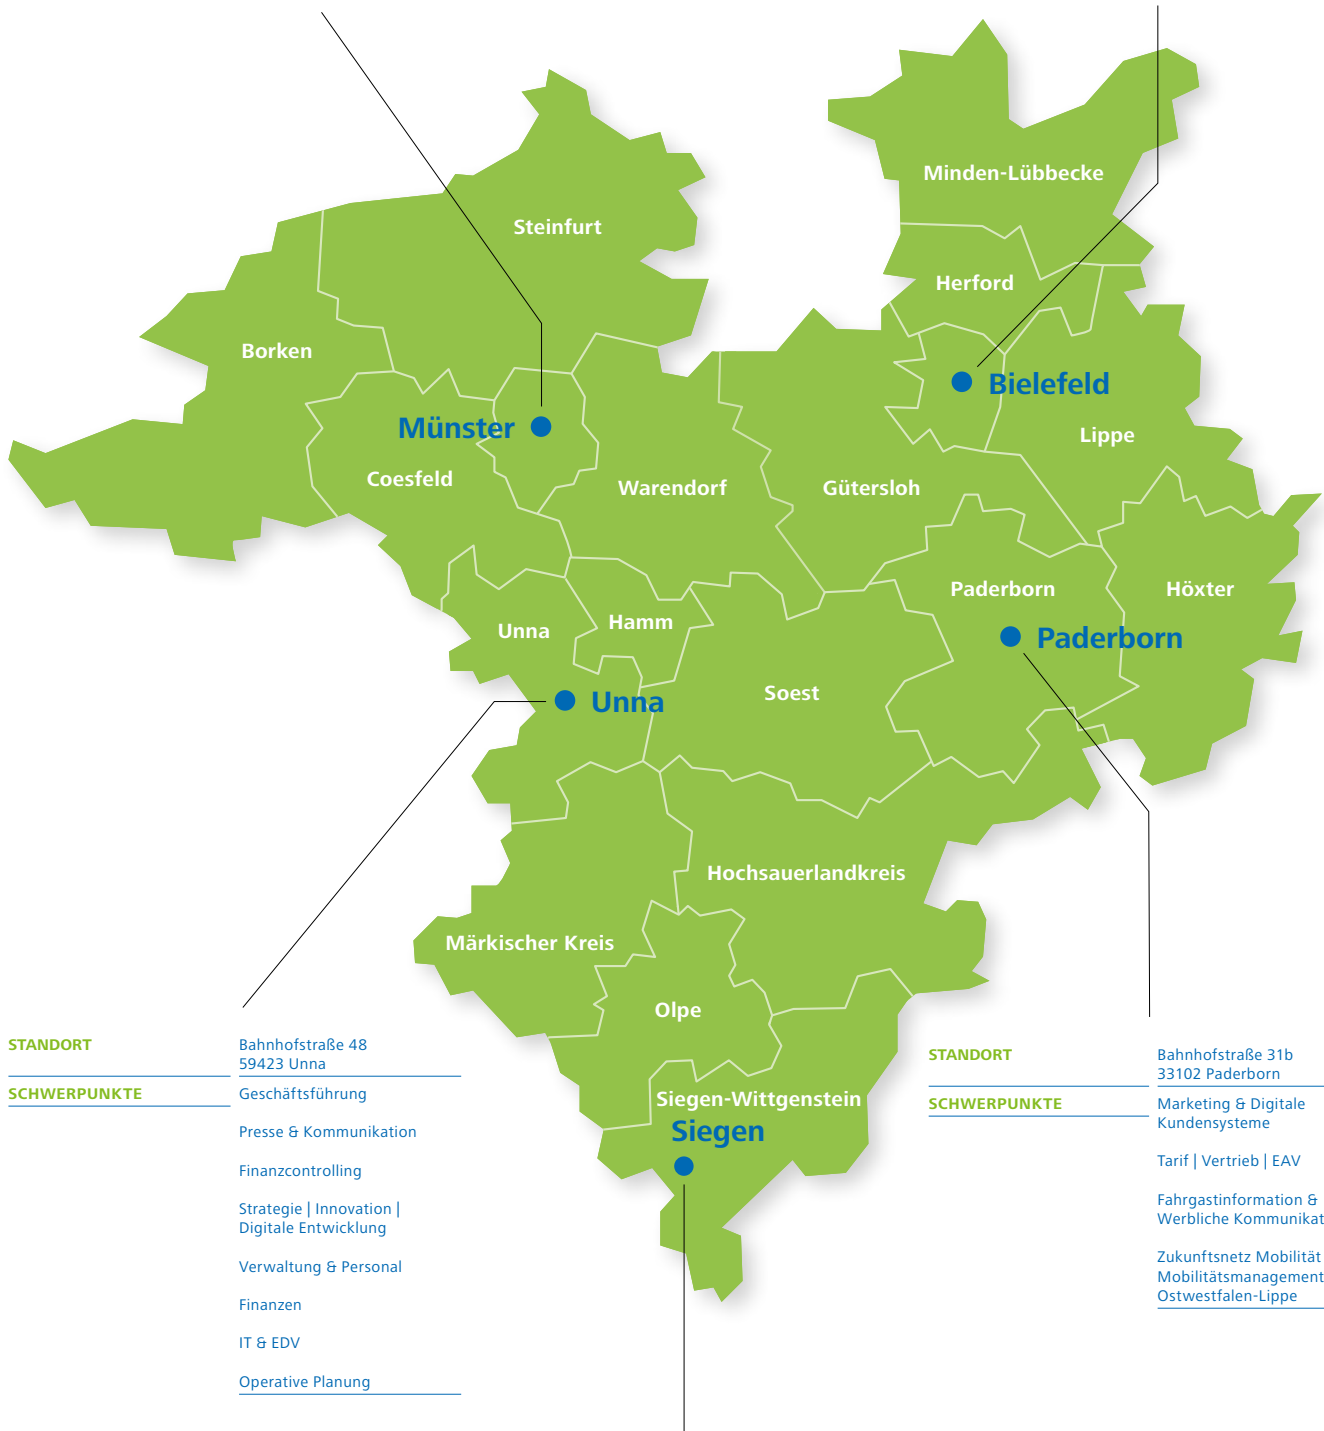 Minden-Lübbecke
Steinfurt
Herford
Borken
Bielefeld
Münster
Lippe
Coesfeld
Warendorf
Gütersloh
Paderborn
Höxter
Hamm
Unna
Paderborn
Soest
Unna
Hochsauerlandkreis
Märkischer Kreis
Olpe
Siegen-Wittgenstein
Siegen
STANDORT
Bahnhofstraße 48
59423 Unna
SCHWERPUNKTE
Geschäftsführung
Presse & Kommunikation
Finanzcontrolling
Strategie | Innovation |
Digitale Entwicklung
Verwaltung & Personal
Finanzen
IT & EDV
Operative Planung
STANDORT
Bahnhofstraße 31b
33102 Paderborn
SCHWERPUNKTE
Marketing & Digitale
Kundensysteme
Tarif | Vertrieb | EAV
Fahrgastinformation &
Werbliche Kommunikat
Zukunftsnetz Mobilität
Mobilitätsmanagement
Ostwestfalen-Lippe